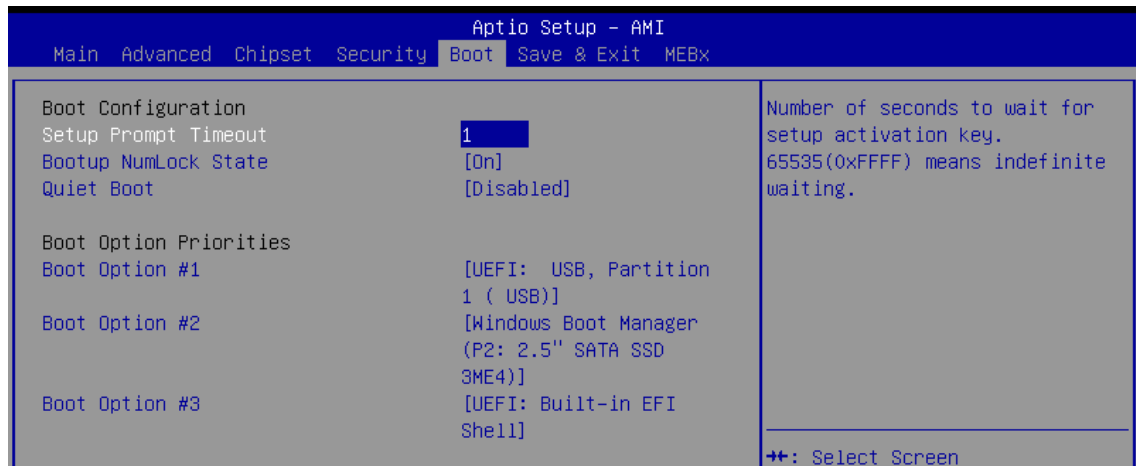 Aptio Setup – AMI
Main Advanced Chipset Security Boot Save & Exit MEBx
Boot Configuration
Setup Prompt Timeout 1
Bootup NumLock State [On]
Quiet Boot [Disabled]
Boot Option Priorities
Boot Option #1 [UEFI: USB, Partition
1 ( USB)]
Boot Option #2 [Windows Boot Manager
(P2: 2.5" SATA SSD
3ME4)]
Boot Option #3 [UEFI: Built-in EFI
Shell]
Number of seconds to wait for
setup activation key.
65535(0xFFFF) means indefinite
waiting.
→←: Select Screen